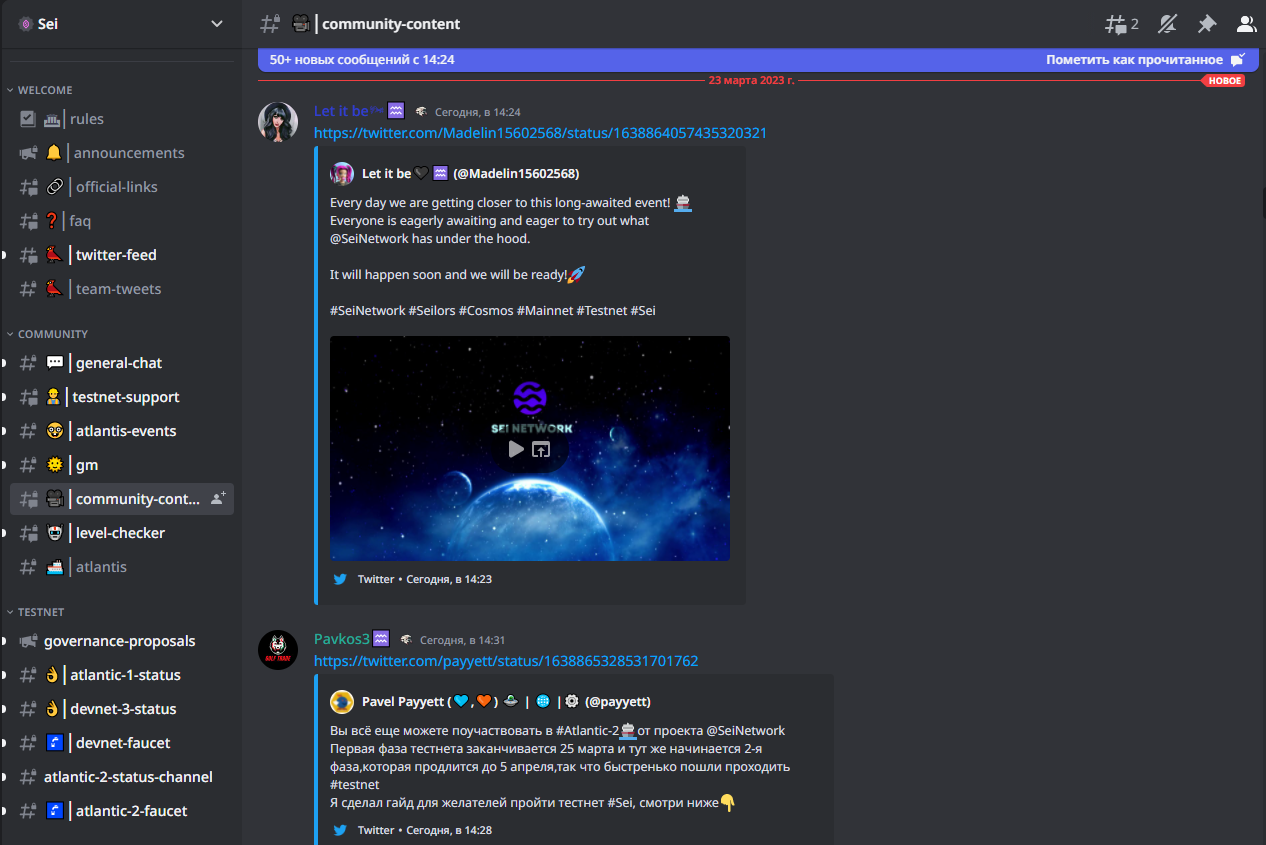 Sei
community-content
2
50+ новых сообщений с 14:24
Пометить как прочитанное
23 марта 2023 г.
НОВОЕ
WELCOME
rules
announcements
official-links
faq
twitter-feed
team-tweets
COMMUNITY
general-chat
testnet-support
atlantis-events
gm
community-cont...
level-checker
atlantis
TESTNET
governance-proposals
atlantic-1-status
devnet-3-status
devnet-faucet
atlantic-2-status-channel
atlantic-2-faucet
Let it be♥♒ Сегодня, в 14:24
https://twitter.com/Madelin15602568/status/1638864057435320321
Let it be🖤♒ (@Madelin15602568)
Every day we are getting closer to this long-awaited event! 🚢
Everyone is eagerly awaiting and eager to try out what
@SeiNetwork has under the hood.
It will happen soon and we will be ready!🚀
#SeiNetwork #Seilors #Cosmos #Mainnet #Testnet #Sei
SEI NETWORK
Twitter • Сегодня, в 14:23
Pavkos3♒ Сегодня, в 14:31
https://twitter.com/payyett/status/1638865328531701762
Pavel Payyett (💙,🧡) 🛸 | 🌐 |⚙ (@payyett)
Вы всё еще можете поучаствовать в #Atlantic-2🚢от проекта @SeiNetwork
Первая фаза тестнета заканчивается 25 марта и тут же начинается 2-я
фаза,которая продлится до 5 апреля,так что быстренько пошли проходить
#testnet
Я сделал гайд для желателей пройти тестнет #Sei, смотри ниже👇
Twitter • Сегодня, в 14:28